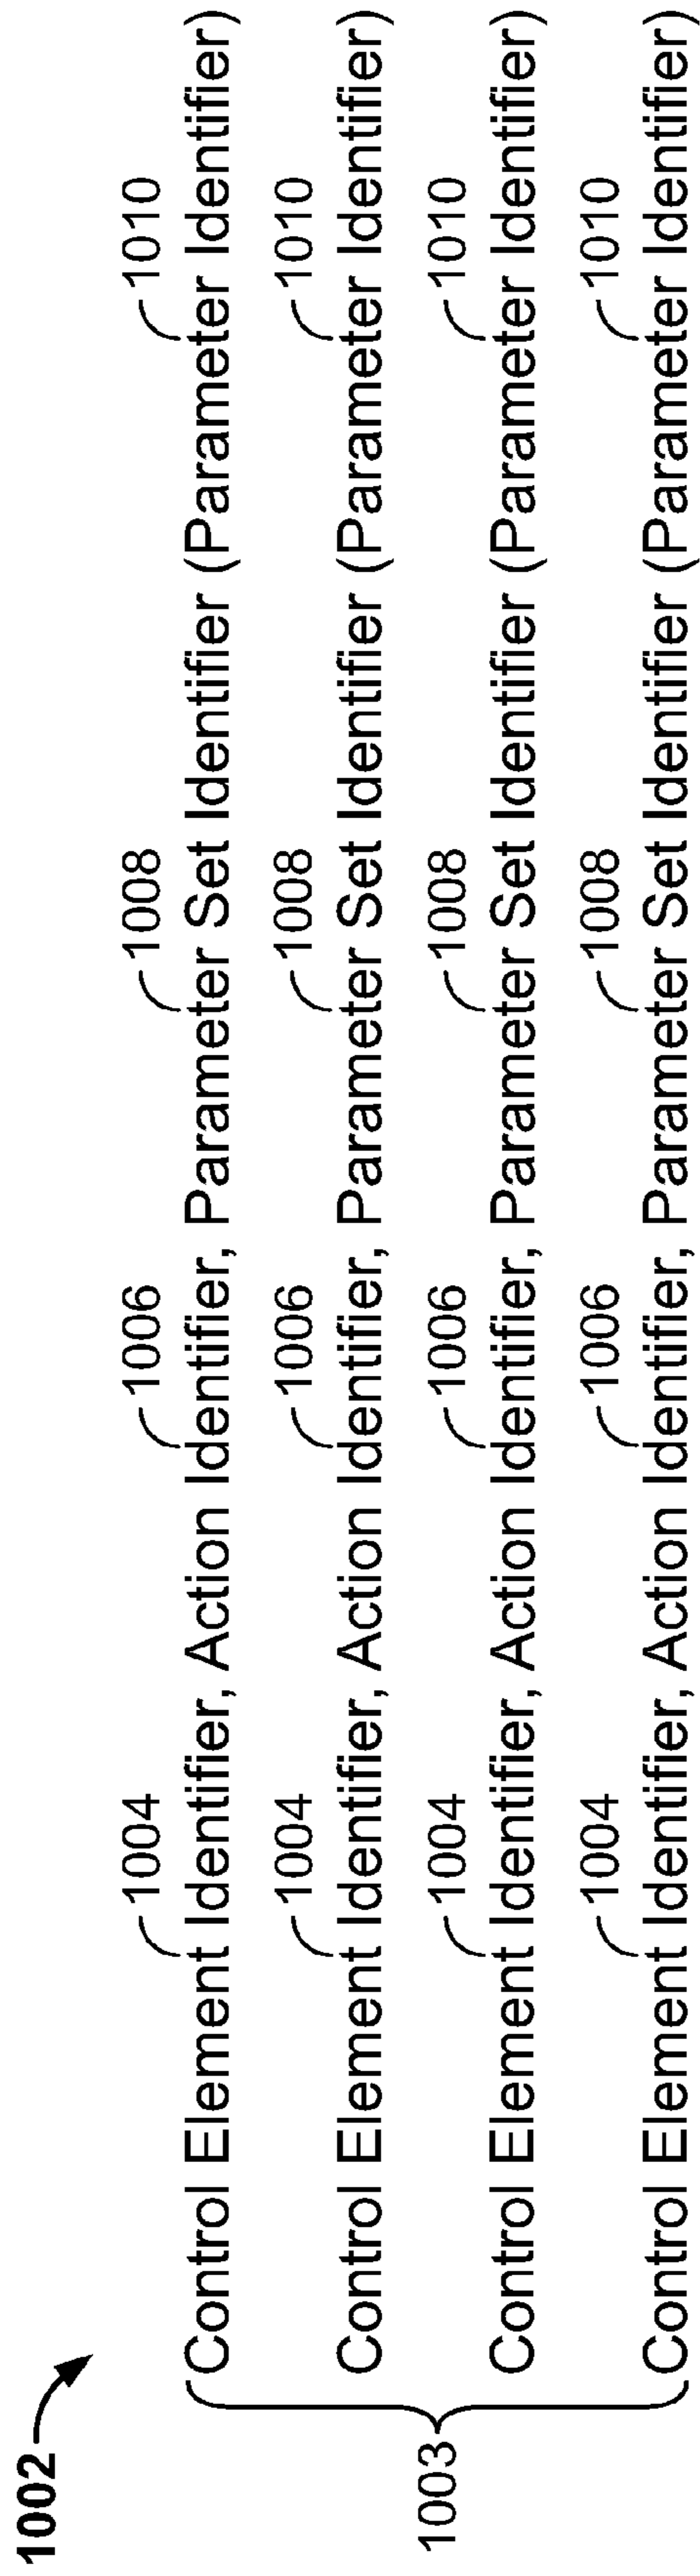 1002
1004 1006 1008 1010
Control Element Identifier, Action Identifier, Parameter Set Identifier (Parameter Identifier)
1004 1006 1008 1010
Control Element Identifier, Action Identifier, Parameter Set Identifier (Parameter Identifier)
1003
1004 1006 1008 1010
Control Element Identifier, Action Identifier, Parameter Set Identifier (Parameter Identifier)
1004 1006 1008 1010
Control Element Identifier, Action Identifier, Parameter Set Identifier (Parameter Identifier)